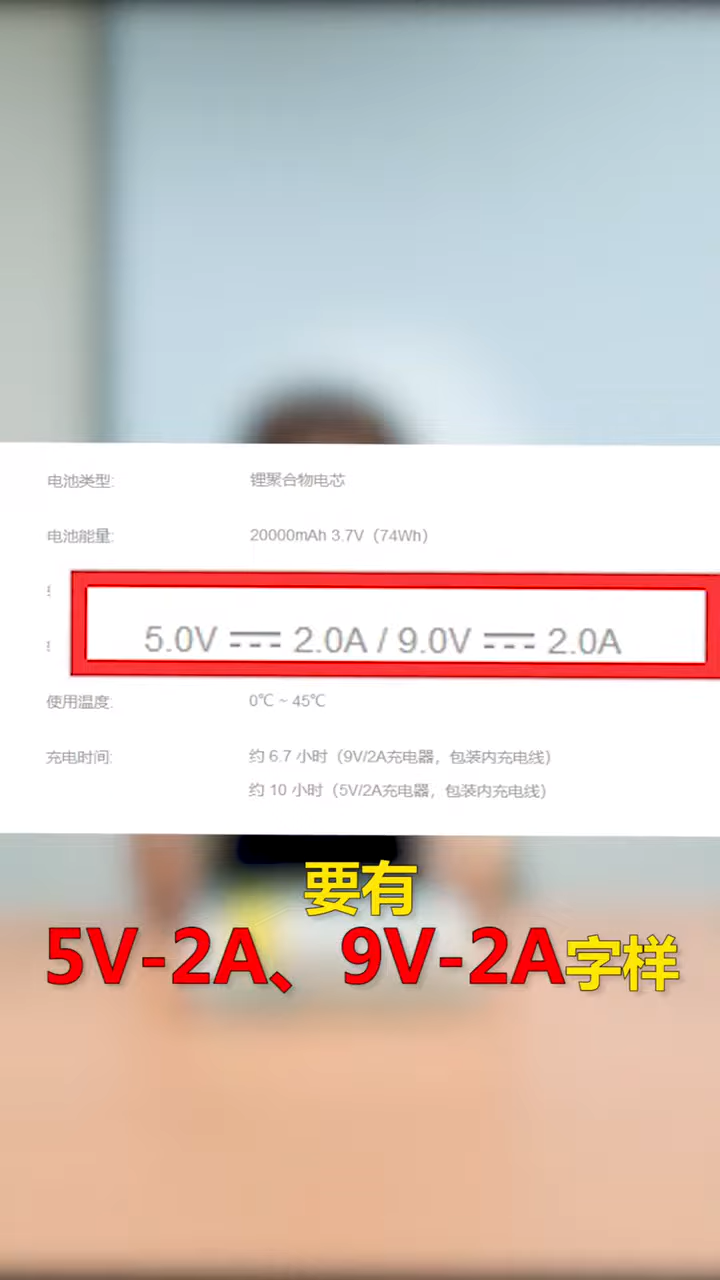 电池类型: 锂聚合物电芯
电池能量: 20000mAh 3.7V（74Wh）
5.0V ⎓ 2.0A / 9.0V ⎓ 2.0A
使用温度: 0℃ ~ 45℃
充电时间: 约 6.7 小时（9V/2A充电器，包装内充电线）
约 10 小时（5V/2A充电器，包装内充电线）
要有
5V-2A、9V-2A字样